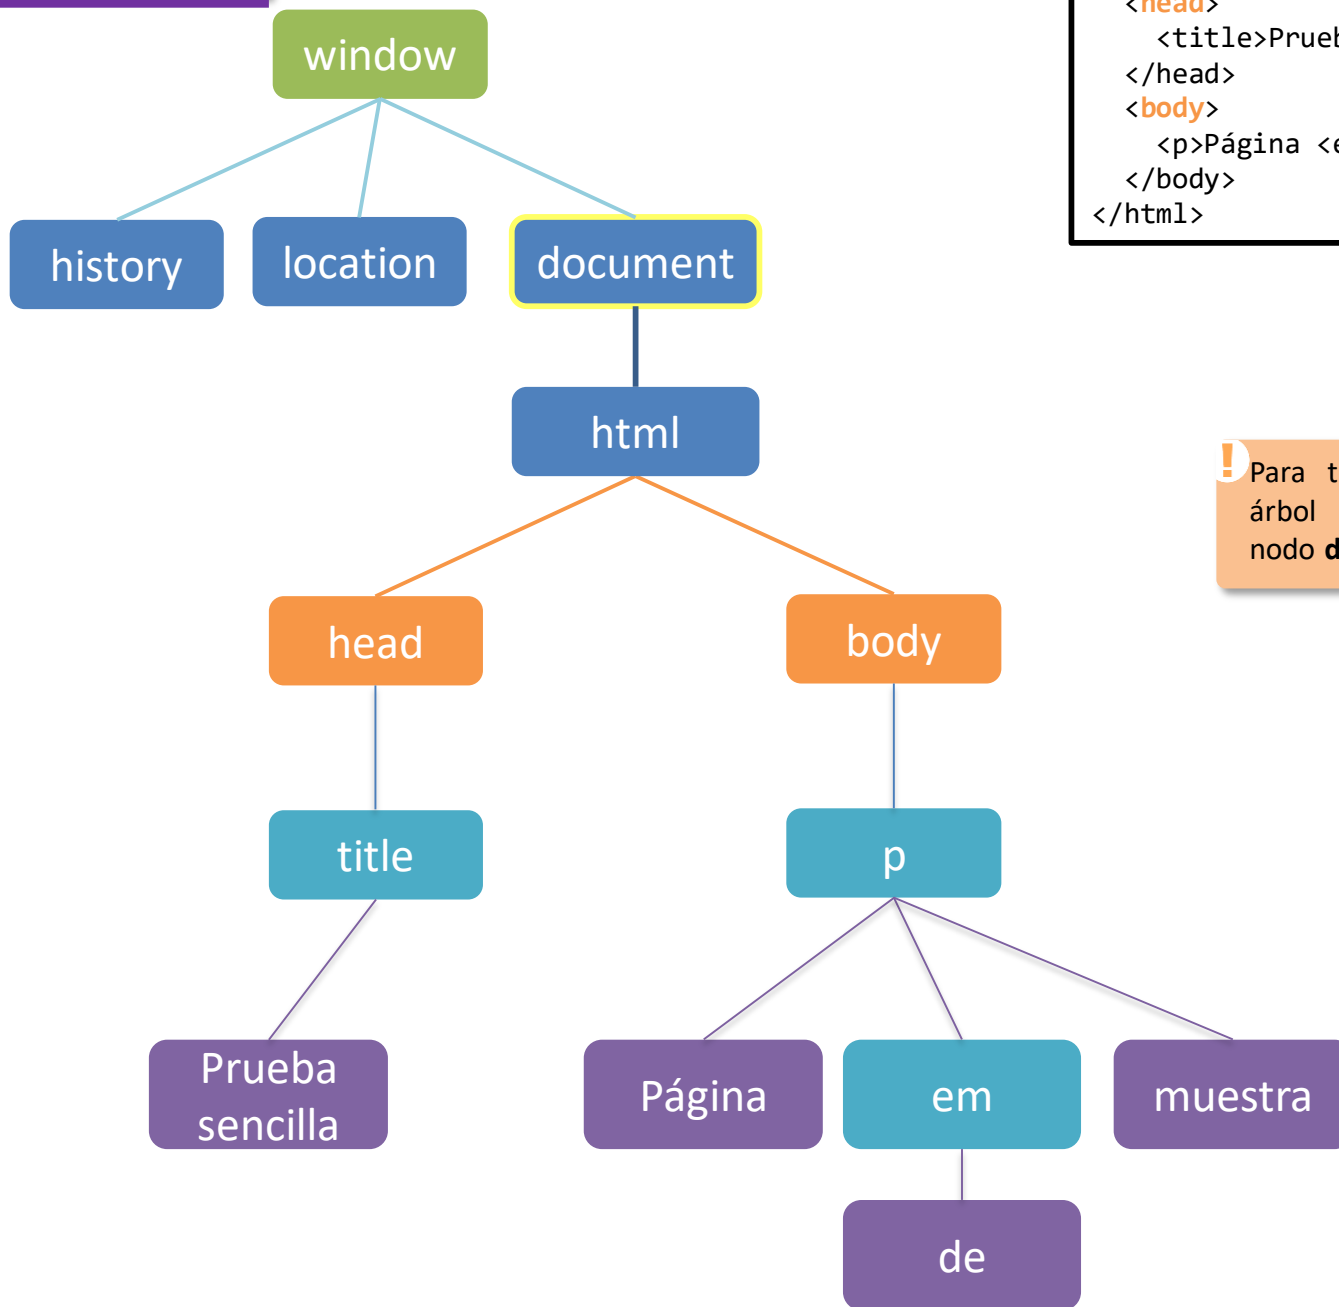 window
history
location
document
html
head
body
title
p
Prueba
sencilla
Página
em
muestra
de
<head>
<title>Prueb
</head>
<body>
<p>Página <e
</body>
</html>
! Para t
árbol
nodo d